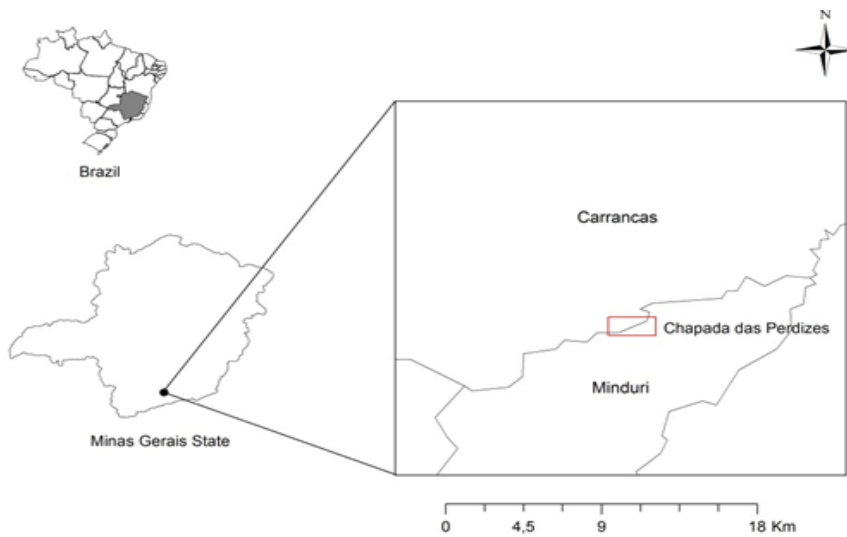 N
Brazil
Carrancas
Chapada das Perdizes
Minduri
Minas Gerais State
0 4,5 9 18 Km